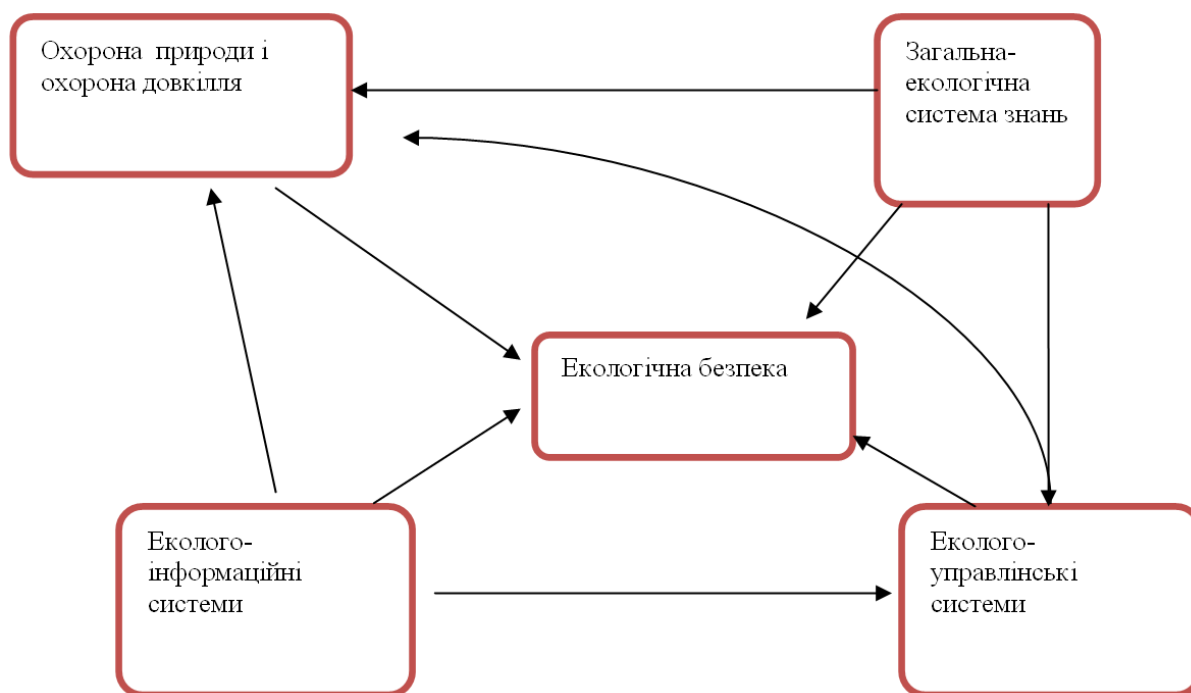 Охорона природи і
охорона довкілля
Загальна-
екологічна
система знань
Екологічна безпека
Еколого-
інформаційні
системи
Еколого-
управлінські
системи